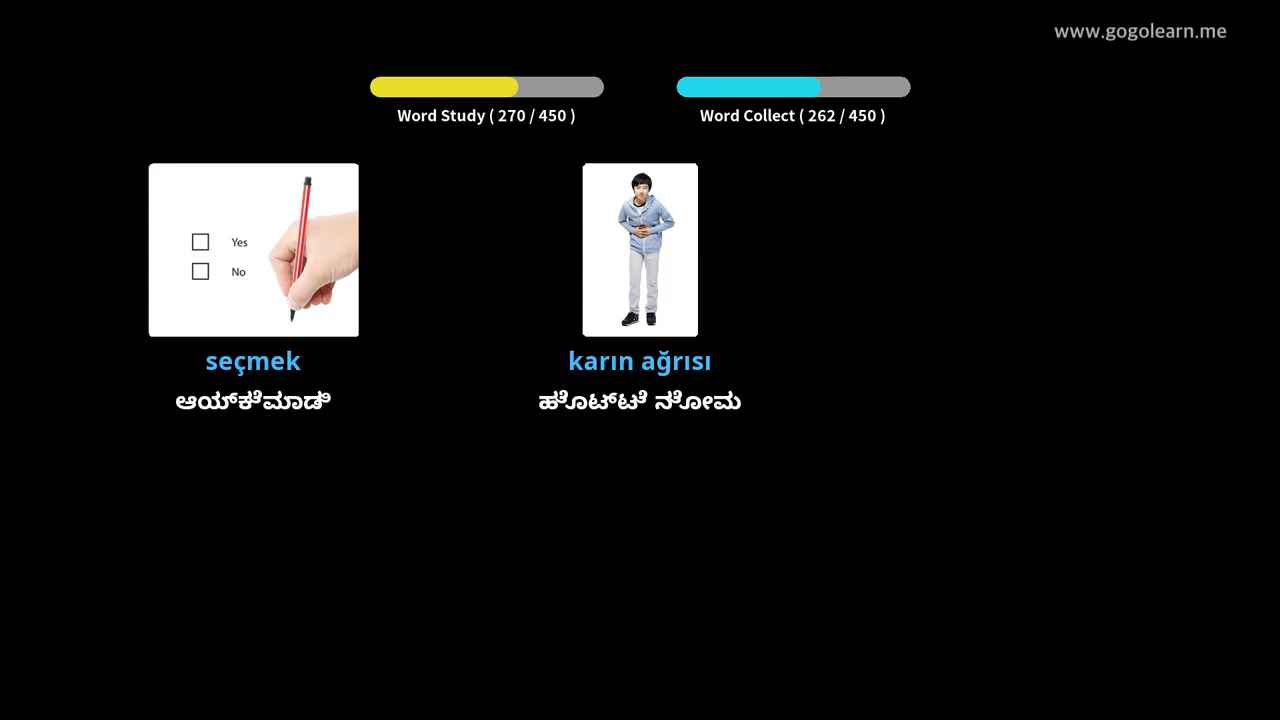 www.gogolearn.me
Word Study ( 270 / 450 )
Word Collect ( 262 / 450 )
Yes
No
seçmek
karın ağrısı
ಆಯ್ಕೆಮಾಡಿ
ಹೊಟ್ಟೆ ನೋಮ